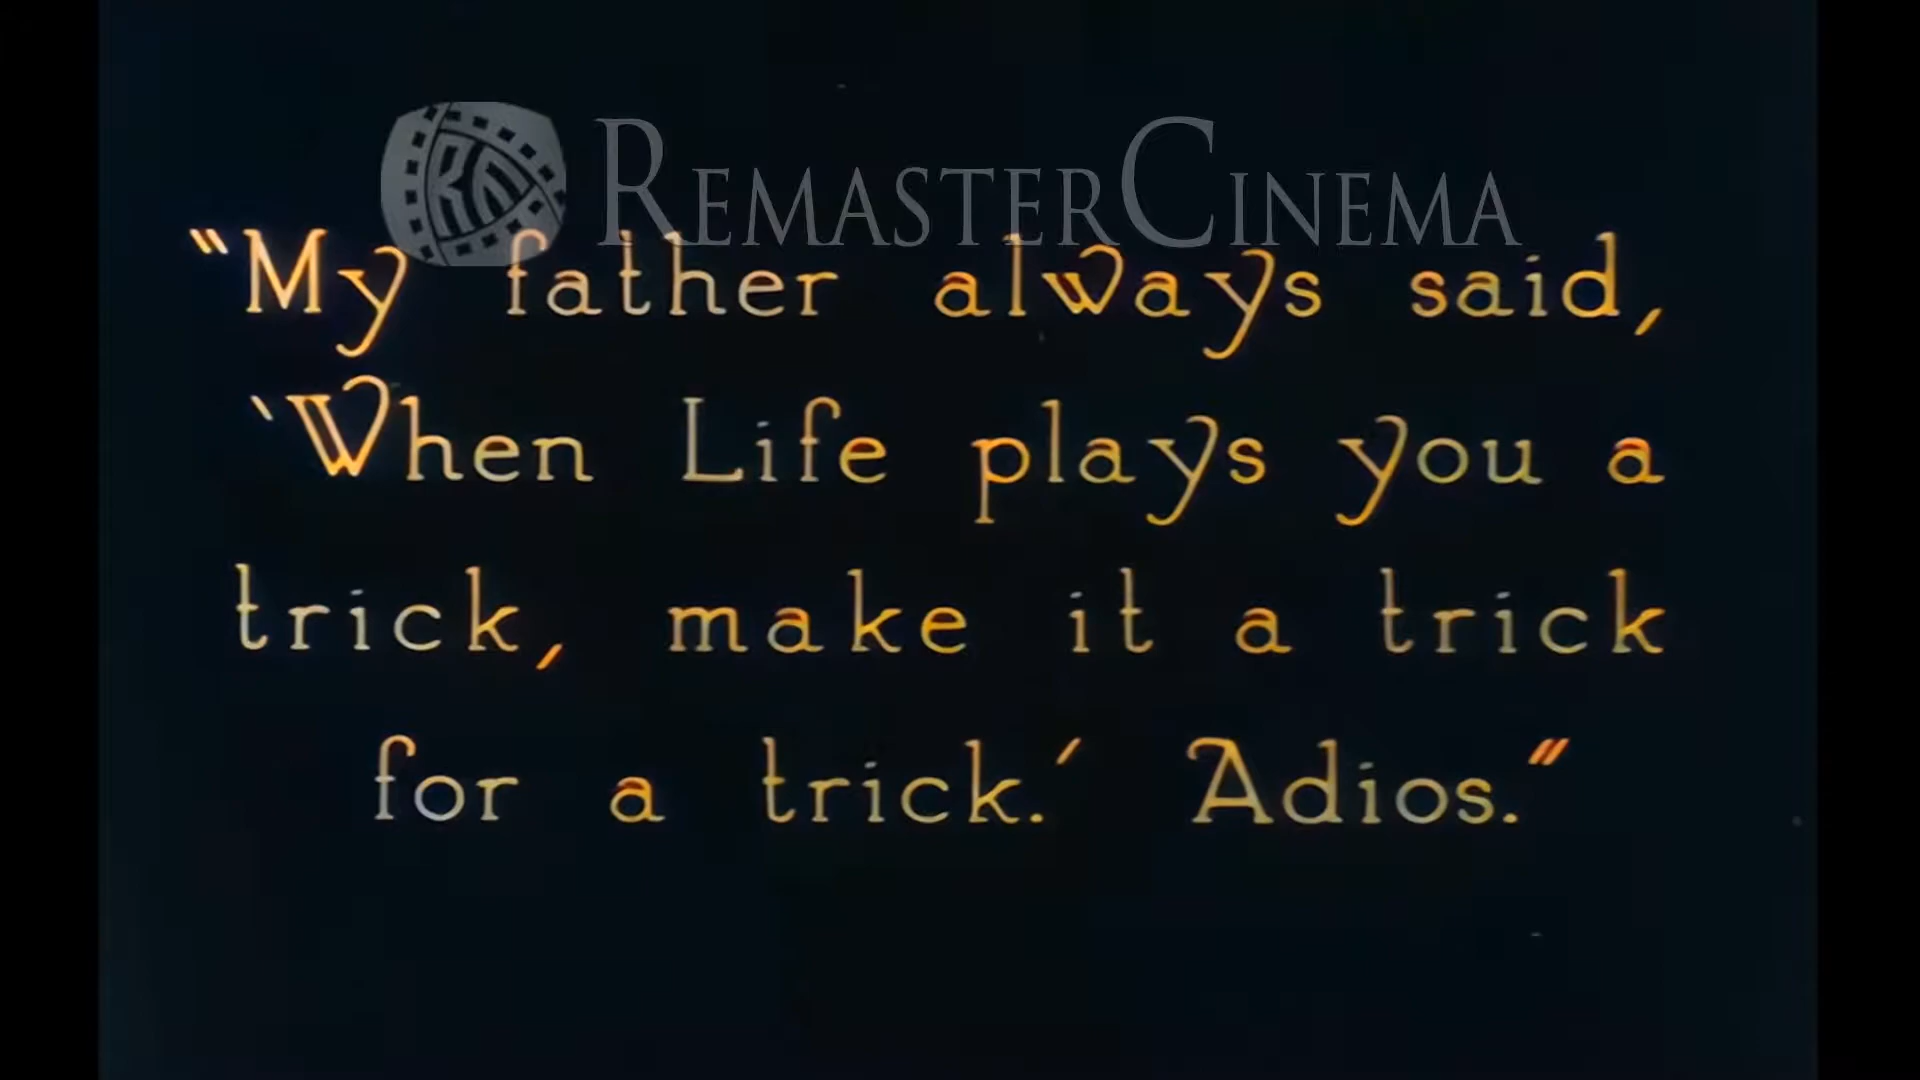 REMASTERCINEMA
"My father always said,
`When Life plays you a
trick, make it a trick
for a trick.´ Adios."